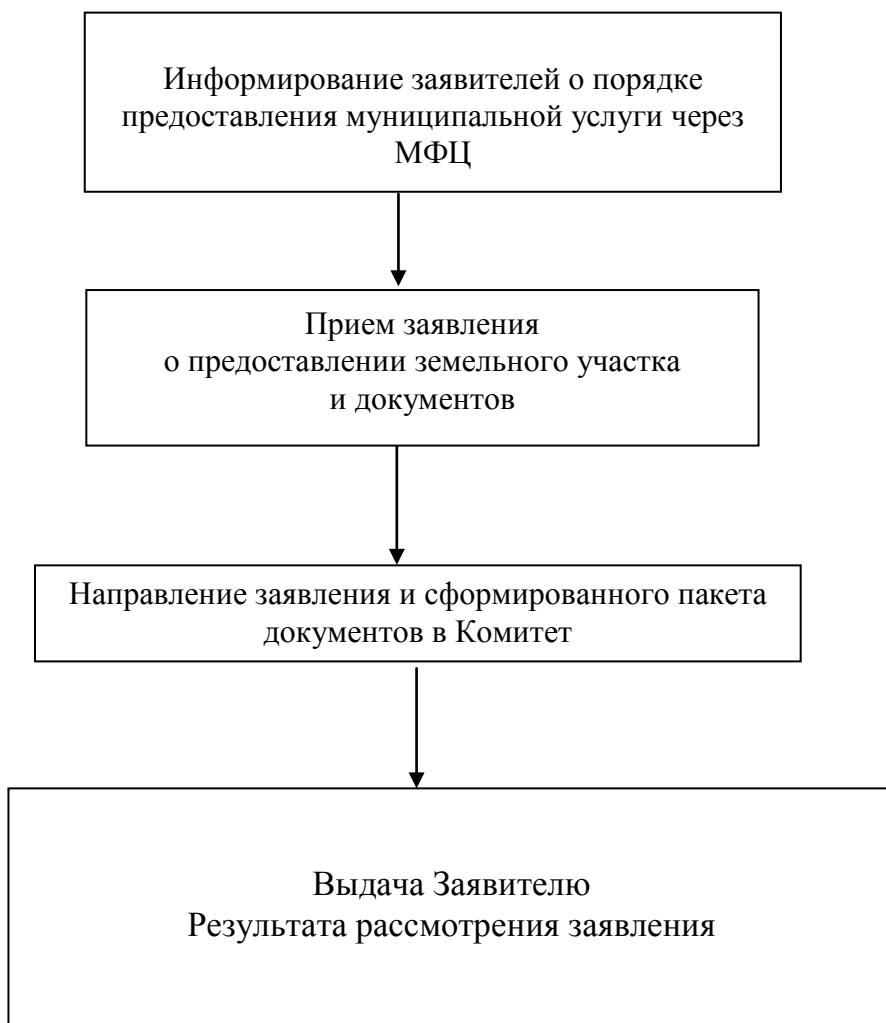 Информирование заявителей о порядке
предоставления муниципальной услуги через
МФЦ
Прием заявления
о предоставлении земельного участка
и документов
Направление заявления и сформированного пакета
документов в Комитет
Выдача Заявителю
Результата рассмотрения заявления